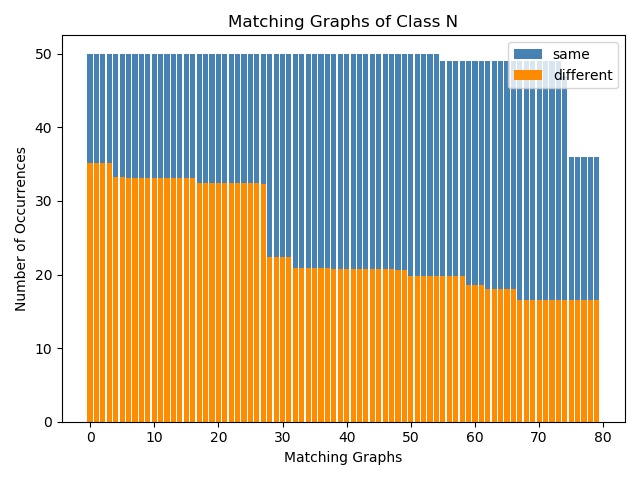 Matching Graphs of Class N
same
different
Number of Occurrences
50
40
30
20
10
0
0 10 20 30 40 50 60 70 80
Matching Graphs